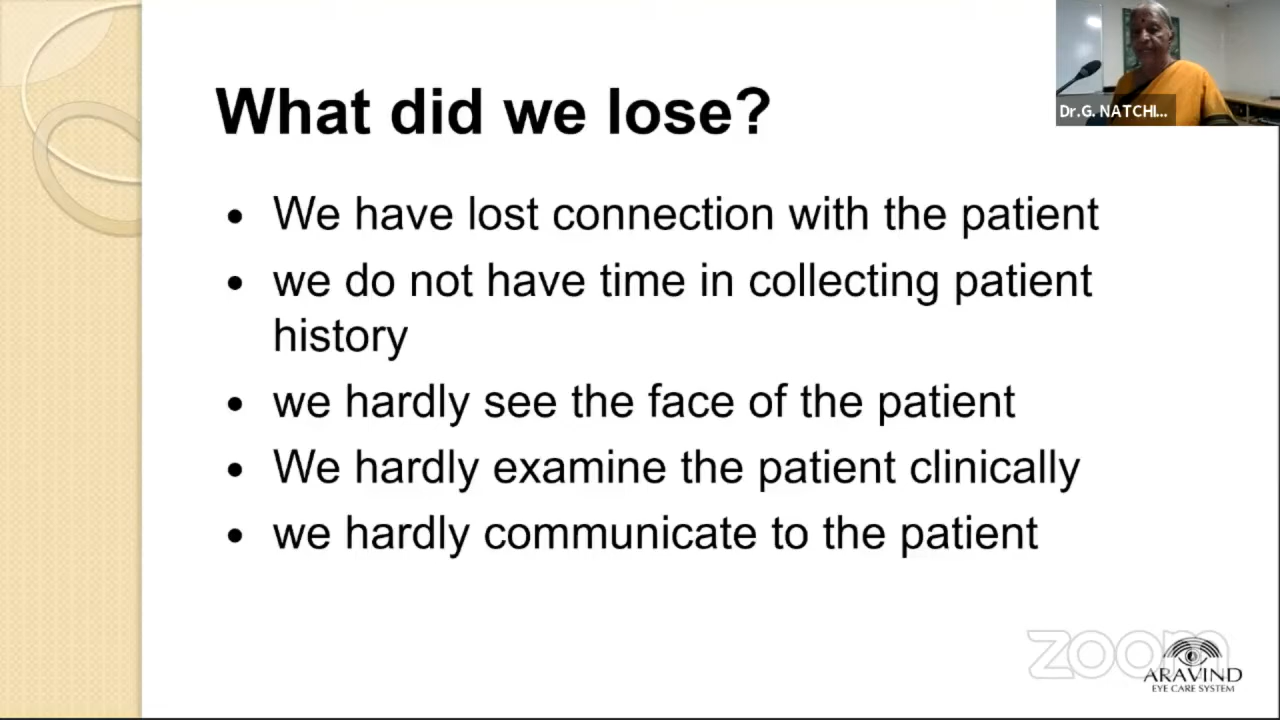 What did we lose?
Dr.G. NATCHI...
• We have lost connection with the patient
• we do not have time in collecting patient
history
• we hardly see the face of the patient
• We hardly examine the patient clinically
• we hardly communicate to the patient
zoom
ARAVIND
EYE CARE SYSTEM